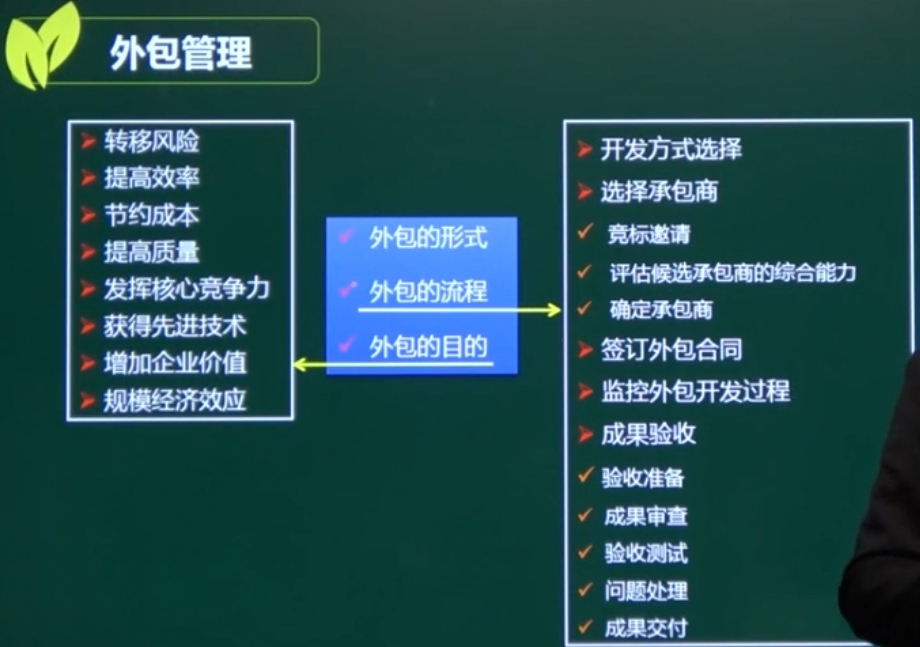 外包管理
转移风险
提高效率
节约成本
提高质量
发挥核心竞争力
获得先进技术
增加企业价值
规模经济效应
外包的形式
外包的流程
外包的目的
开发方式选择
选择承包商
竞标邀请
评估候选承包商的综合能力
确定承包商
签订外包合同
监控外包开发过程
成果验收
验收准备
成果审查
验收测试
问题处理
成果交付